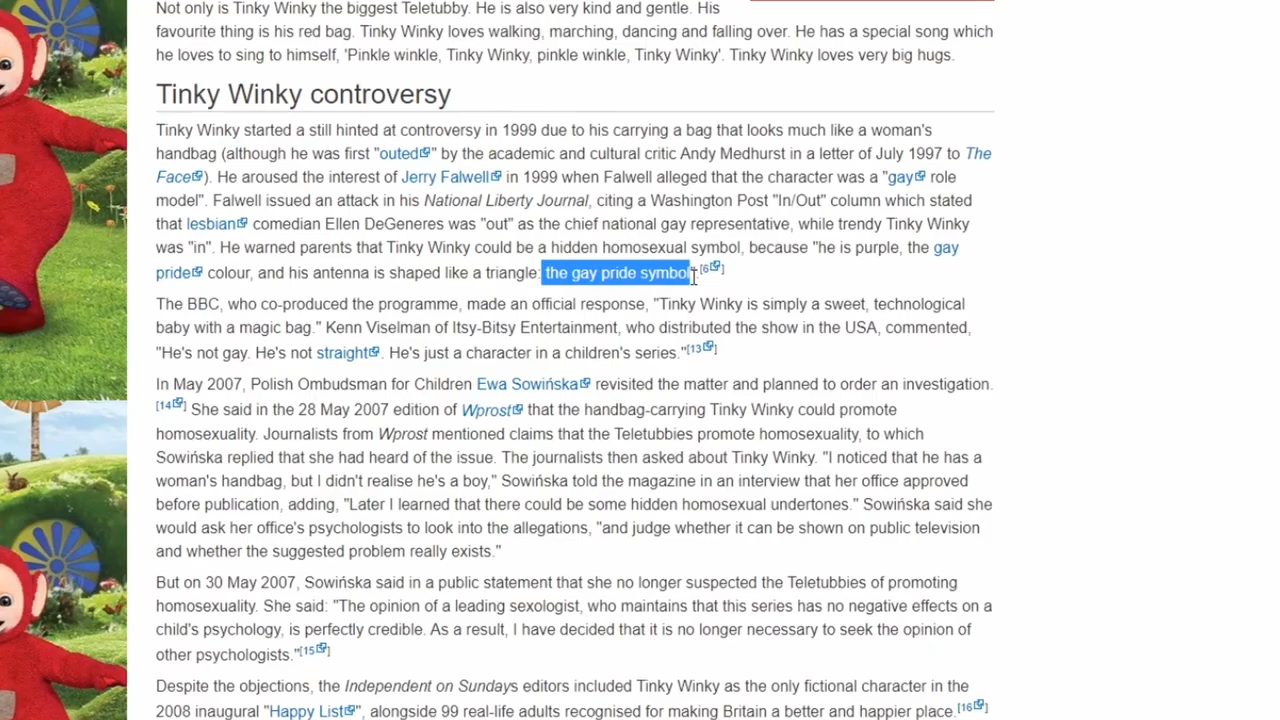 Not only is Tinky Winky the biggest Teletubby. He is also very kind and gentle. His
favourite thing is his red bag. Tinky Winky loves walking, marching, dancing and falling over. He has a special song which
he loves to sing to himself, 'Pinkle winkle, Tinky Winky, pinkle winkle, Tinky Winky'. Tinky Winky loves very big hugs.
Tinky Winky controversy
Tinky Winky started a still hinted at controversy in 1999 due to his carrying a bag that looks much like a woman's
handbag (although he was first "outed" by the academic and cultural critic Andy Medhurst in a letter of July 1997 to The
Face). He aroused the interest of Jerry Falwell in 1999 when Falwell alleged that the character was a "gay role
model". Falwell issued an attack in his National Liberty Journal, citing a Washington Post "In/Out" column which stated
that lesbian comedian Ellen DeGeneres was "out" as the chief national gay representative, while trendy Tinky Winky
was "in". He warned parents that Tinky Winky could be a hidden homosexual symbol, because "he is purple, the gay
pride colour, and his antenna is shaped like a triangle: the gay pride symbol".[6]
The BBC, who co-produced the programme, made an official response, "Tinky Winky is simply a sweet, technological
baby with a magic bag." Kenn Viselman of Itsy-Bitsy Entertainment, who distributed the show in the USA, commented,
"He's not gay. He's not straight. He's just a character in a children's series."[13]
In May 2007, Polish Ombudsman for Children Ewa Sowińska revisited the matter and planned to order an investigation.
[14] She said in the 28 May 2007 edition of Wprost that the handbag-carrying Tinky Winky could promote
homosexuality. Journalists from Wprost mentioned claims that the Teletubbies promote homosexuality, to which
Sowińska replied that she had heard of the issue. The journalists then asked about Tinky Winky. "I noticed that he has a
woman's handbag, but I didn't realise he's a boy," Sowińska told the magazine in an interview that her office approved
before publication, adding, "Later I learned that there could be some hidden homosexual undertones." Sowińska said she
would ask her office's psychologists to look into the allegations, "and judge whether it can be shown on public television
and whether the suggested problem really exists."
But on 30 May 2007, Sowińska said in a public statement that she no longer suspected the Teletubbies of promoting
homosexuality. She said: "The opinion of a leading sexologist, who maintains that this series has no negative effects on a
child's psychology, is perfectly credible. As a result, I have decided that it is no longer necessary to seek the opinion of
other psychologists."[15]
Despite the objections, the Independent on Sundays editors included Tinky Winky as the only fictional character in the
2008 inaugural "Happy List", alongside 99 real-life adults recognised for making Britain a better and happier place.[16]